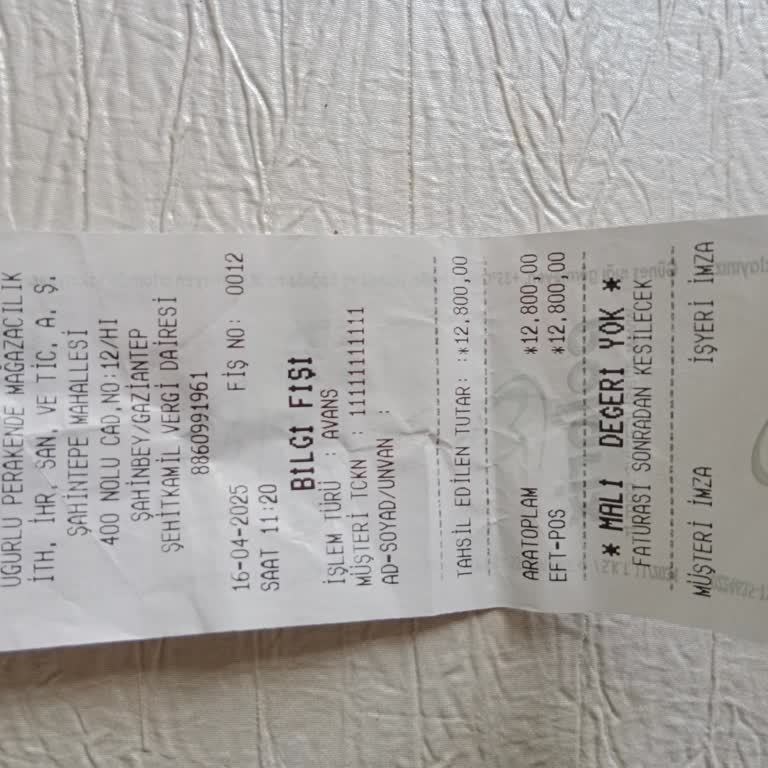 UĞURLU PERAKENDE MAĞAZACILIK
İTH, İHR, SAN, VE TİC, A, Ş,
ŞAHİNTEPE MAHALLESİ
400 NOLU CAD,NO:12/HI
ŞAHİNBEY/GAZİANTEP
ŞEHİTKAMİL VERGİ DAİRESİ
8860991961
16-04-2025 FİŞ NO: 0012
SAAT 11:20
BİLGİ FİŞİ
İŞLEM TÜRÜ : AVANS
MÜŞTERİ TCKN : 11111111111
AD-SOYAD/UNVAN :
TAHSIL EDİLEN TUTAR: :*12,800,00
ARATOPLAM *12,800,00
EFT-POS *12,800,00
* MALI DEGERI YOK *
FATURASI SONRADAN KESİLECEK
MÜŞTERİ İMZA İŞYERİ İMZA